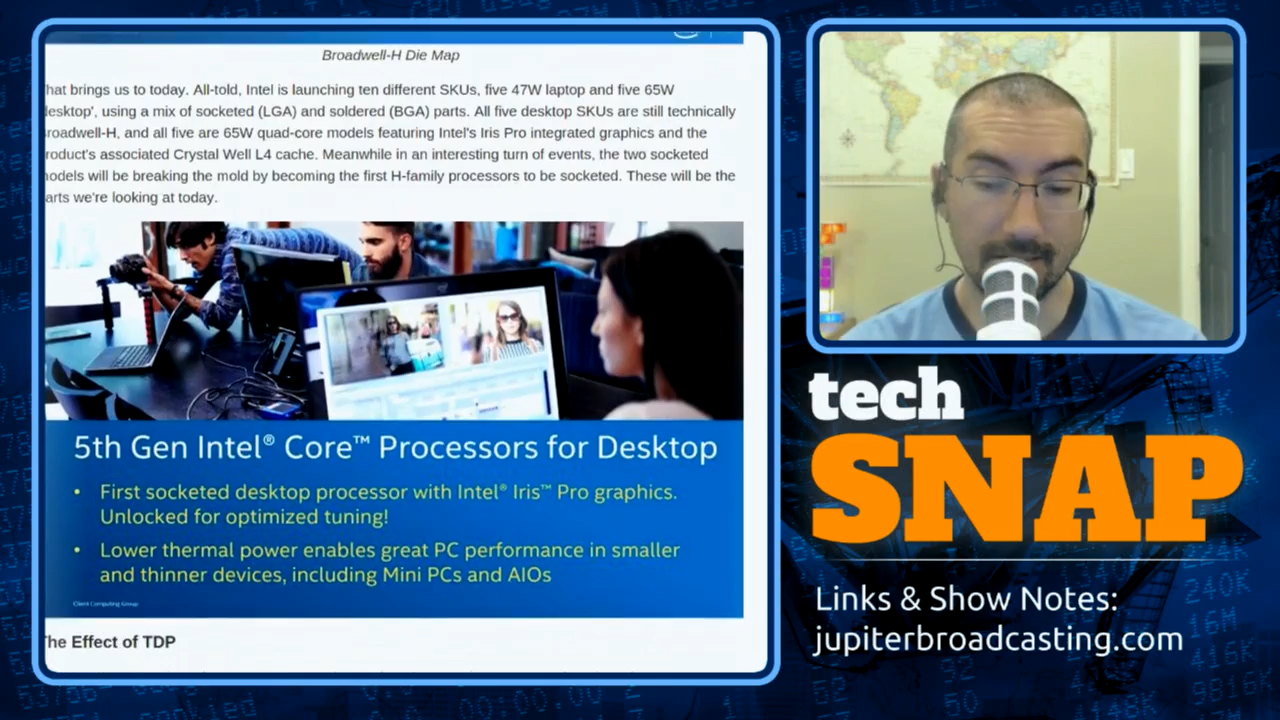 Broadwell-H Die Map
hat brings us to today. All-told, Intel is launching ten different SKUs, five 47W laptop and five 65W
lesktop', using a mix of socketed (LGA) and soldered (BGA) parts. All five desktop SKUs are still technically
roadwell-H, and all five are 65W quad-core models featuring Intel's Iris Pro integrated graphics and the
roduct's associated Crystal Well L4 cache. Meanwhile in an interesting turn of events, the two socketed
odels will be breaking the mold by becoming the first H-family processors to be socketed. These will be the
arts we're looking at today.
5th Gen Intel® Core™ Processors for Desktop
• First socketed desktop processor with Intel® Iris™ Pro graphics.
Unlocked for optimized tuning!
• Lower thermal power enables great PC performance in smaller
and thinner devices, including Mini PCs and AIOs
Client Computing Group
The Effect of TDP
tech
SNAP
Links & Show Notes:
jupiterbroadcasting.com